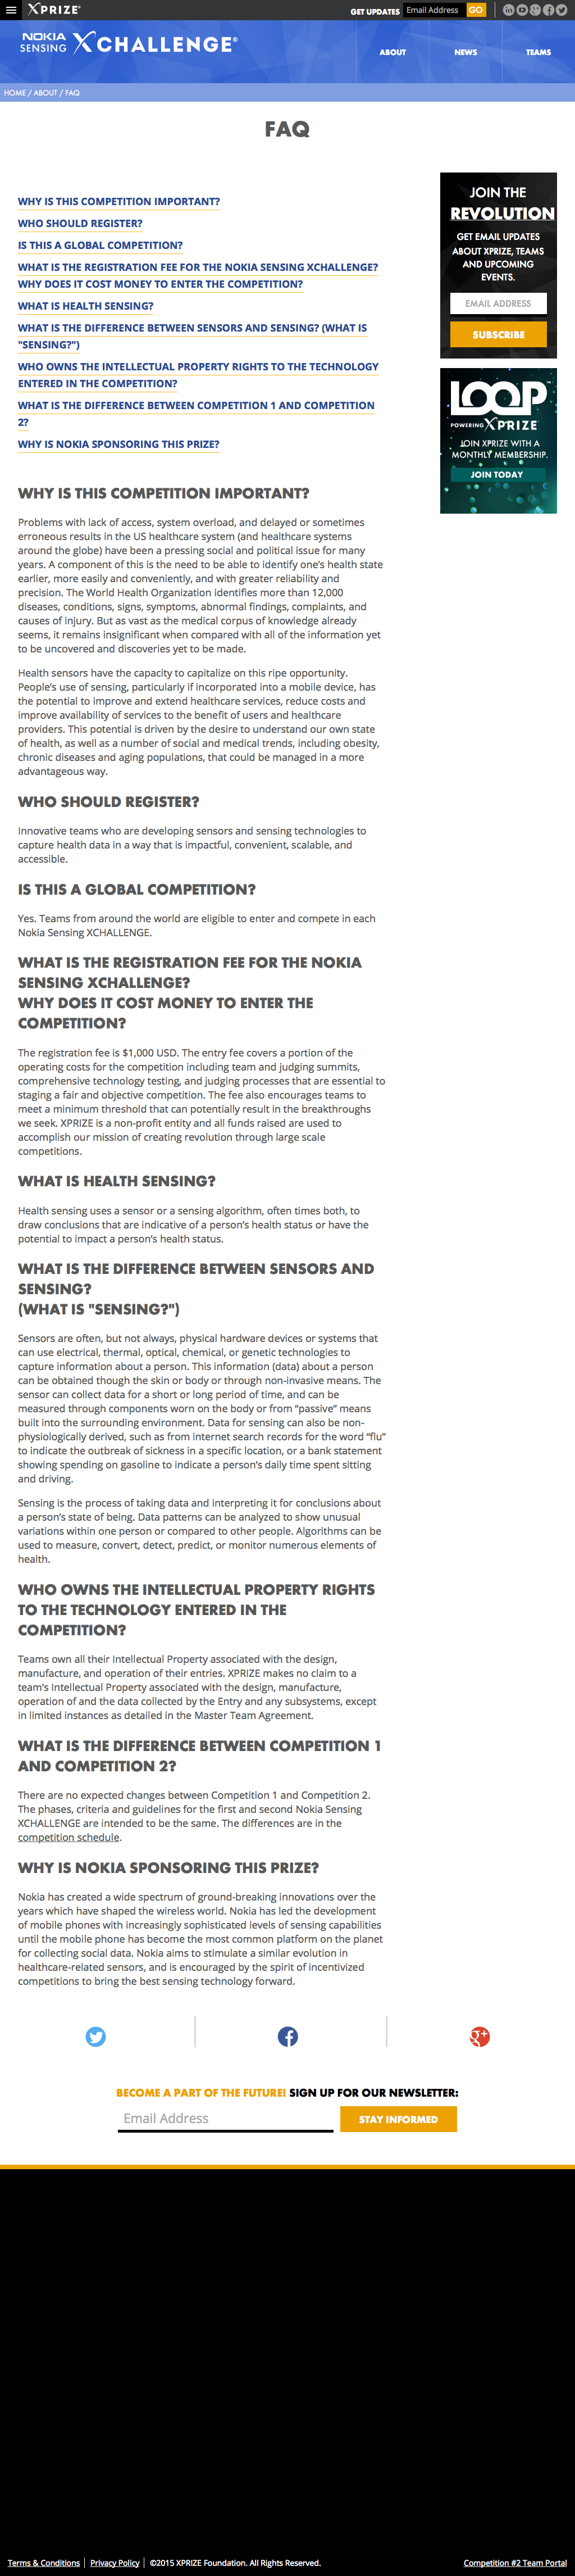 XPRIZE®
GET UPDATES
Email Address
GO
NOKIA
SENSING
XCHALLENGE®
ABOUT
NEWS
TEAMS
HOME / ABOUT / FAQ
FAQ
WHY IS THIS COMPETITION IMPORTANT?
WHO SHOULD REGISTER?
IS THIS A GLOBAL COMPETITION?
WHAT IS THE REGISTRATION FEE FOR THE NOKIA SENSING XCHALLENGE?
WHY DOES IT COST MONEY TO ENTER THE COMPETITION?
WHAT IS HEALTH SENSING?
WHAT IS THE DIFFERENCE BETWEEN SENSORS AND SENSING? (WHAT IS
"SENSING?")
WHO OWNS THE INTELLECTUAL PROPERTY RIGHTS TO THE TECHNOLOGY
ENTERED IN THE COMPETITION?
WHAT IS THE DIFFERENCE BETWEEN COMPETITION 1 AND COMPETITION
2?
WHY IS NOKIA SPONSORING THIS PRIZE?
JOIN THE
REVOLUTION
GET EMAIL UPDATES
ABOUT XPRIZE, TEAMS
AND UPCOMING
EVENTS.
EMAIL ADDRESS
SUBSCRIBE
LOOP™
POWERING XPRIZE
JOIN XPRIZE WITH A
MONTHLY MEMBERSHIP.
JOIN TODAY
WHY IS THIS COMPETITION IMPORTANT?
Problems with lack of access, system overload, and delayed or sometimes
erroneous results in the US healthcare system (and healthcare systems
around the globe) have been a pressing social and political issue for many
years. A component of this is the need to be able to identify one’s health state
earlier, more easily and conveniently, and with greater reliability and
precision. The World Health Organization identifies more than 12,000
diseases, conditions, signs, symptoms, abnormal findings, complaints, and
causes of injury. But as vast as the medical corpus of knowledge already
seems, it remains insignificant when compared with all of the information yet
to be uncovered and discoveries yet to be made.
Health sensors have the capacity to capitalize on this ripe opportunity.
People’s use of sensing, particularly if incorporated into a mobile device, has
the potential to improve and extend healthcare services, reduce costs and
improve availability of services to the benefit of users and healthcare
providers. This potential is driven by the desire to understand our own state
of health, as well as a number of social and medical trends, including obesity,
chronic diseases and aging populations, that could be managed in a more
advantageous way.
WHO SHOULD REGISTER?
Innovative teams who are developing sensors and sensing technologies to
capture health data in a way that is impactful, convenient, scalable, and
accessible.
IS THIS A GLOBAL COMPETITION?
Yes. Teams from around the world are eligible to enter and compete in each
Nokia Sensing XCHALLENGE.
WHAT IS THE REGISTRATION FEE FOR THE NOKIA
SENSING XCHALLENGE?
WHY DOES IT COST MONEY TO ENTER THE
COMPETITION?
The registration fee is $1,000 USD. The entry fee covers a portion of the
operating costs for the competition including team and judging summits,
comprehensive technology testing, and judging processes that are essential to
staging a fair and objective competition. The fee also encourages teams to
meet a minimum threshold that can potentially result in the breakthroughs
we seek. XPRIZE is a non-profit entity and all funds raised are used to
accomplish our mission of creating revolution through large scale
competitions.
WHAT IS HEALTH SENSING?
Health sensing uses a sensor or a sensing algorithm, often times both, to
draw conclusions that are indicative of a person’s health status or have the
potential to impact a person’s health status.
WHAT IS THE DIFFERENCE BETWEEN SENSORS AND
SENSING?
(WHAT IS "SENSING?")
Sensors are often, but not always, physical hardware devices or systems that
can use electrical, thermal, optical, chemical, or genetic technologies to
capture information about a person. This information (data) about a person
can be obtained though the skin or body or through non-invasive means. The
sensor can collect data for a short or long period of time, and can be
measured through components worn on the body or from “passive” means
built into the surrounding environment. Data for sensing can also be non-
physiologically derived, such as from internet search records for the word “flu”
to indicate the outbreak of sickness in a specific location, or a bank statement
showing spending on gasoline to indicate a person’s daily time spent sitting
and driving.
Sensing is the process of taking data and interpreting it for conclusions about
a person’s state of being. Data patterns can be analyzed to show unusual
variations within one person or compared to other people. Algorithms can be
used to measure, convert, detect, predict, or monitor numerous elements of
health.
WHO OWNS THE INTELLECTUAL PROPERTY RIGHTS
TO THE TECHNOLOGY ENTERED IN THE
COMPETITION?
Teams own all their Intellectual Property associated with the design,
manufacture, and operation of their entries. XPRIZE makes no claim to a
team’s Intellectual Property associated with the design, manufacture,
operation of and the data collected by the Entry and any subsystems, except
in limited instances as detailed in the Master Team Agreement.
WHAT IS THE DIFFERENCE BETWEEN COMPETITION 1
AND COMPETITION 2?
There are no expected changes between Competition 1 and Competition 2.
The phases, criteria and guidelines for the first and second Nokia Sensing
XCHALLENGE are intended to be the same. The differences are in the
competition schedule.
WHY IS NOKIA SPONSORING THIS PRIZE?
Nokia has created a wide spectrum of ground-breaking innovations over the
years which have shaped the wireless world. Nokia has led the development
of mobile phones with increasingly sophisticated levels of sensing capabilities
until the mobile phone has become the most common platform on the planet
for collecting social data. Nokia aims to stimulate a similar evolution in
healthcare-related sensors, and is encouraged by the spirit of incentivized
competitions to bring the best sensing technology forward.
BECOME A PART OF THE FUTURE! SIGN UP FOR OUR NEWSLETTER:
Email Address
STAY INFORMED
Terms & Conditions
Privacy Policy
©2015 XPRIZE Foundation. All Rights Reserved.
Competition #2 Team Portal